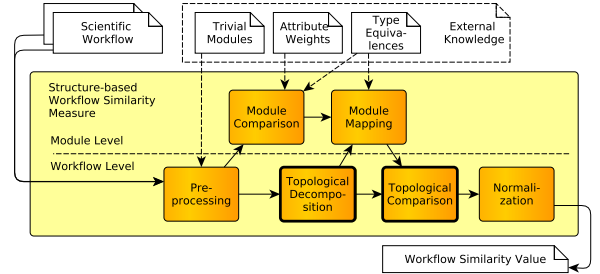 Scientific
Workflow
Trivial
Modules
Attribute
Weights
Type
Equiva-
lences
External
Knowledge
Structure-based
Workflow Similarity
Measure
Module
Comparison
Module
Mapping
Module Level
Workflow Level
Pre-
processing
Topological
Decompo-
sition
Topological
Comparison
Normali-
zation
Workflow Similarity Value